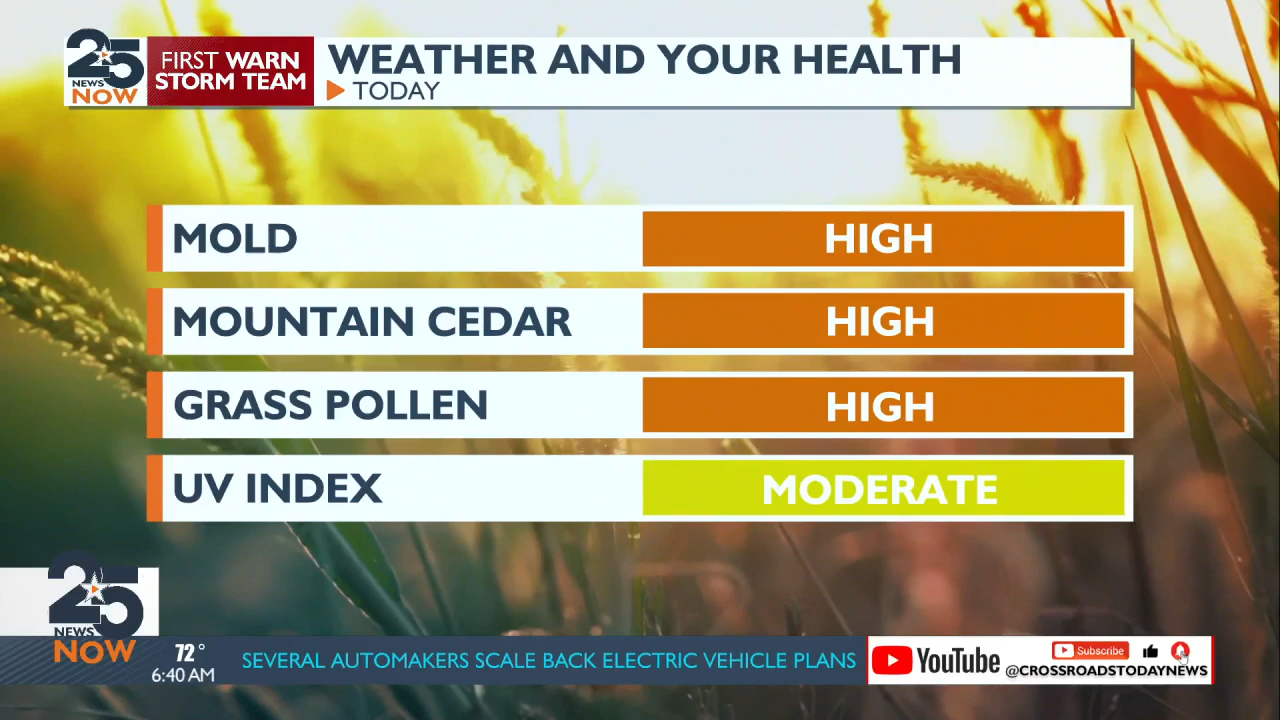 25
NEWS
NOW
FIRST WARN
STORM TEAM
WEATHER AND YOUR HEALTH
TODAY
MOLD HIGH
MOUNTAIN CEDAR HIGH
GRASS POLLEN HIGH
UV INDEX MODERATE
25
NEWS
NOW
72°
6:40 AM
SEVERAL AUTOMAKERS SCALE BACK ELECTRIC VEHICLE PLANS
YouTube
Subscribe
@CROSSROADSTODAYNEWS